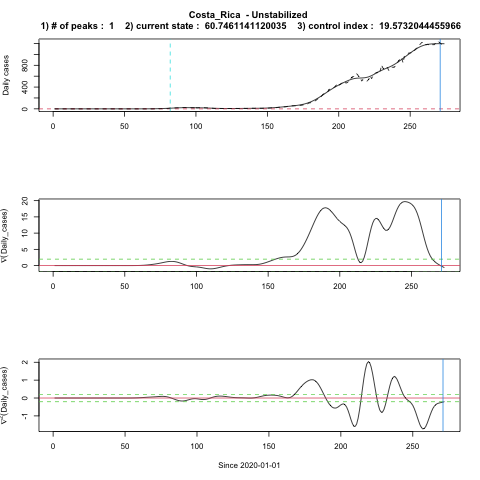 Costa_Rica - Unstabilized
1) # of peaks : 1 2) current state : 60.7461141120035 3) control index : 19.5732044455966
Daily cases
0 400 800
0 50 100 150 200 250
∇(Daily_cases)
0 5 10 15 20
0 50 100 150 200 250
∇²(Daily_cases)
-1 0 1 2
0 50 100 150 200 250
Since 2020-01-01